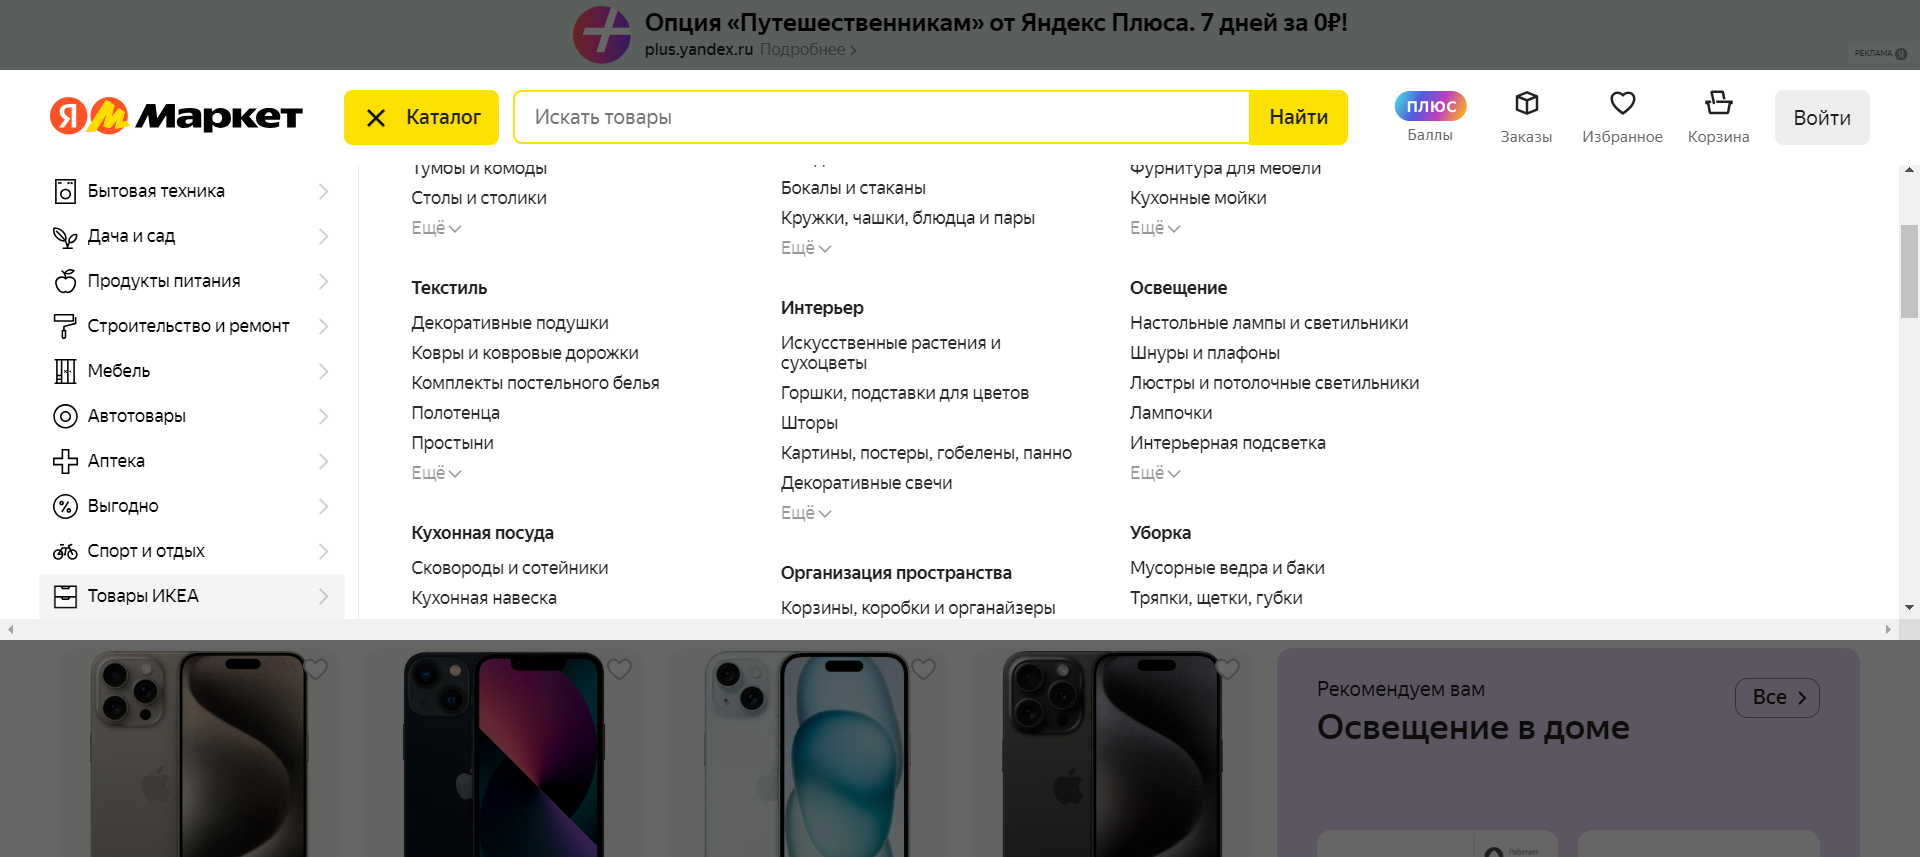 Опция «Путешественникам» от Яндекс Плюса. 7 дней за 0₽!
plus.yandex.ru Подробнее
РЕКЛАМА
Я М Маркет
Каталог
Искать товары
Найти
ПЛЮС
Баллы
Заказы
Избранное
Корзина
Войти
Бытовая техника
Дача и сад
Продукты питания
Строительство и ремонт
Мебель
Автотовары
Аптека
Выгодно
Спорт и отдых
Товары ИКЕА
Тумбы и комоды
Столы и столики
Ещё
Текстиль
Декоративные подушки
Ковры и ковровые дорожки
Комплекты постельного белья
Полотенца
Простыни
Ещё
Кухонная посуда
Сковороды и сотейники
Кухонная навеска
Бокалы и стаканы
Кружки, чашки, блюдца и пары
Ещё
Интерьер
Искусственные растения и
сухоцветы
Горшки, подставки для цветов
Шторы
Картины, постеры, гобелены, панно
Декоративные свечи
Ещё
Организация пространства
Корзины, коробки и органайзеры
Фурнитура для мебели
Кухонные мойки
Ещё
Освещение
Настольные лампы и светильники
Шнуры и плафоны
Люстры и потолочные светильники
Лампочки
Интерьерная подсветка
Ещё
Уборка
Мусорные ведра и баки
Тряпки, щетки, губки
Рекомендуем вам
Освещение в доме
Все
Работает